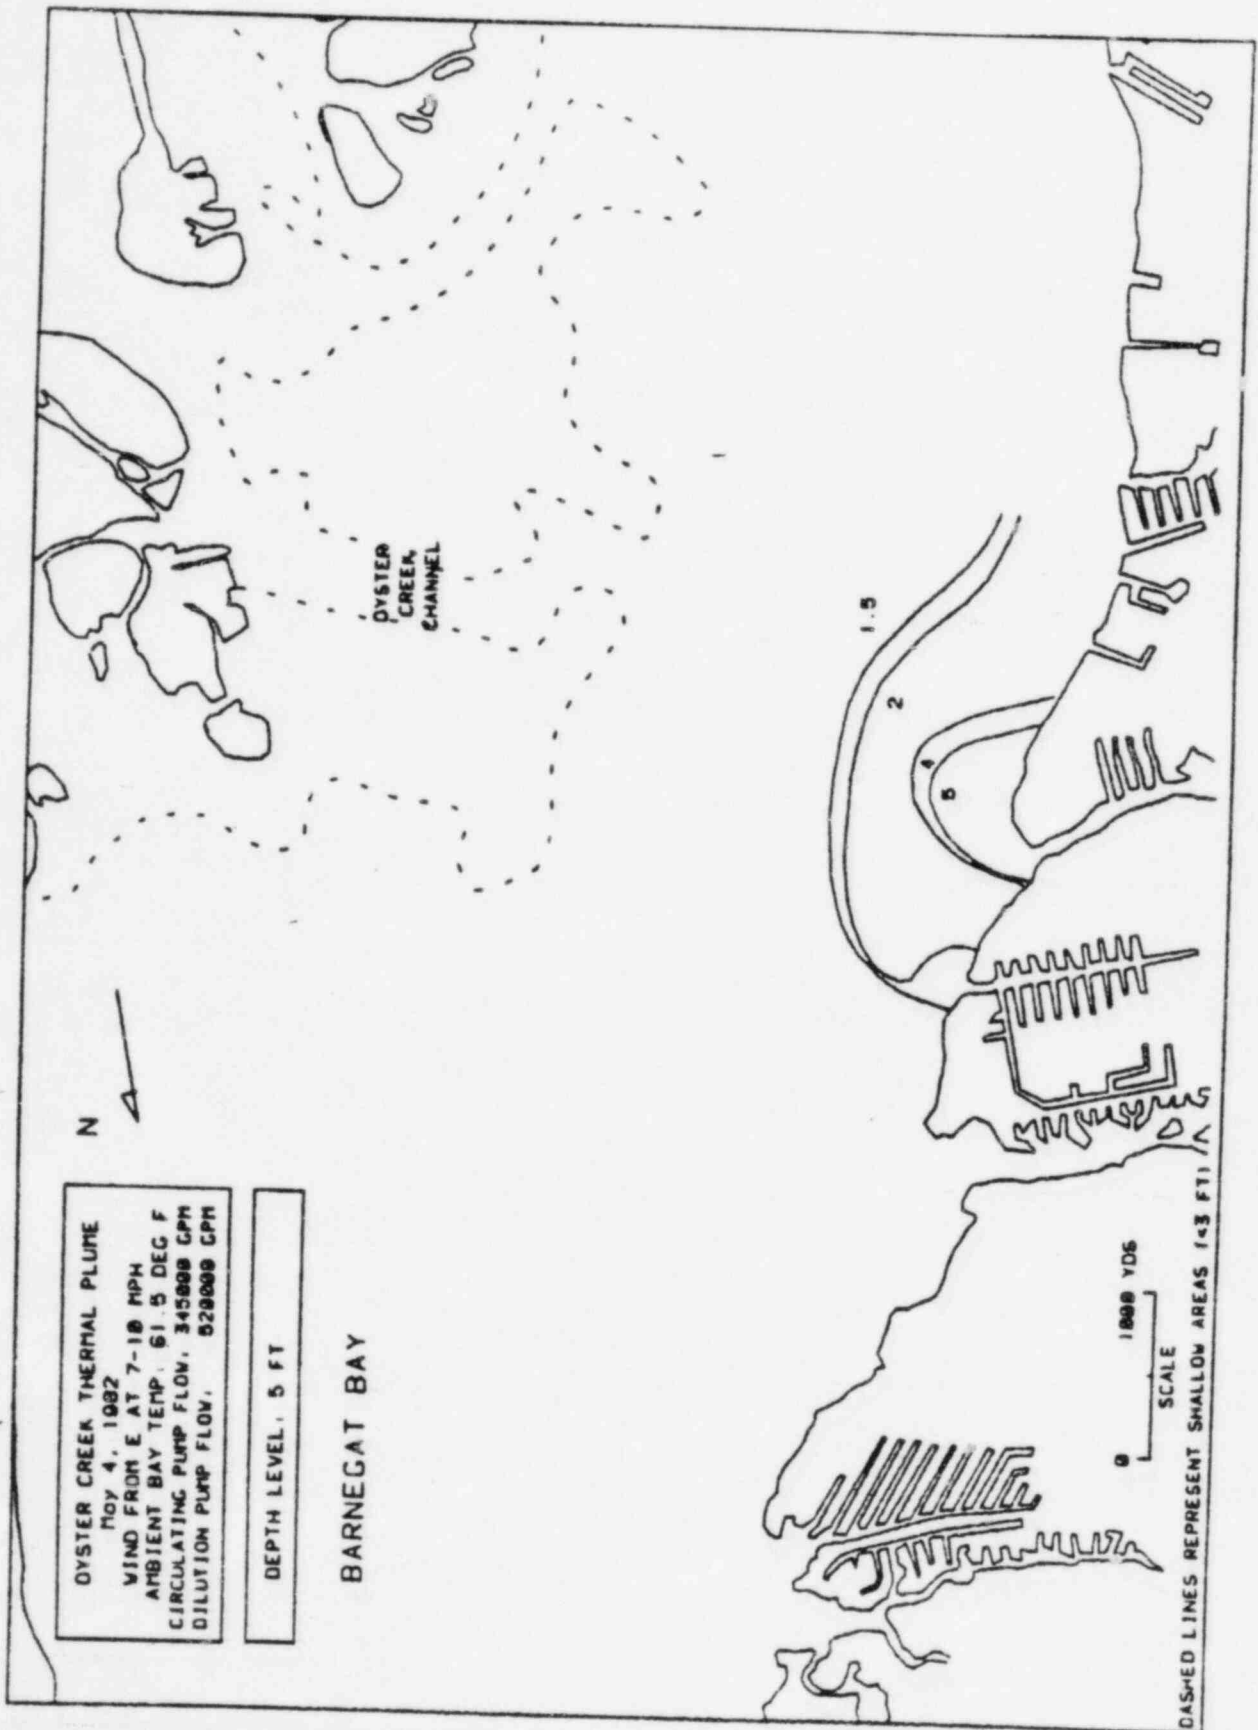 OYSTER CREEK THERMAL PLUME
May 4, 1982
WIND FROM E AT 7-10 MPH
AMBIENT BAY TEMP. 61.5 DEG F
CIRCULATING PUMP FLOW, 345000 GPM
DILUTION PUMP FLOW, 520000 GPM
N
DEPTH LEVEL, 5 FT
BARNEGAT BAY
OYSTER
CREEK
CHANNEL
1.5
2
4
5
0 1000 YDS
SCALE
DASHED LINES REPRESENT SHALLOW AREAS (<3 FT)